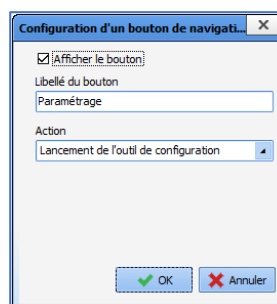 Configuration d'un bouton de navigati...
Afficher le bouton
Libellé du bouton
Paramétrage
Action
Lancement de l'outil de configuration
OK
Annuler